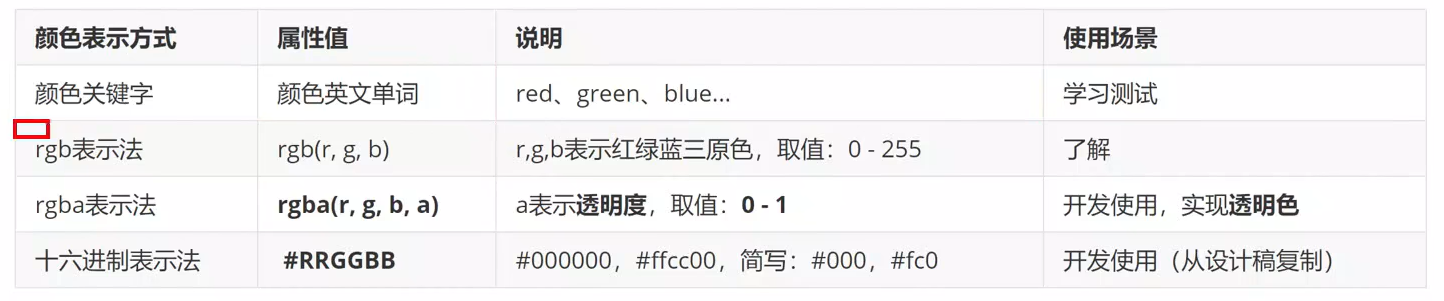 颜色表示方式 属性值 说明 使用场景
颜色关键字 颜色英文单词 red、green、blue... 学习测试
rgb表示法 rgb(r, g, b) r,g,b表示红绿蓝三原色，取值：0 - 255 了解
rgba表示法 rgba(r, g, b, a) a表示透明度，取值：0 - 1 开发使用，实现透明色
十六进制表示法 #RRGGBB #000000，#ffcc00，简写：#000，#fc0 开发使用（从设计稿复制）